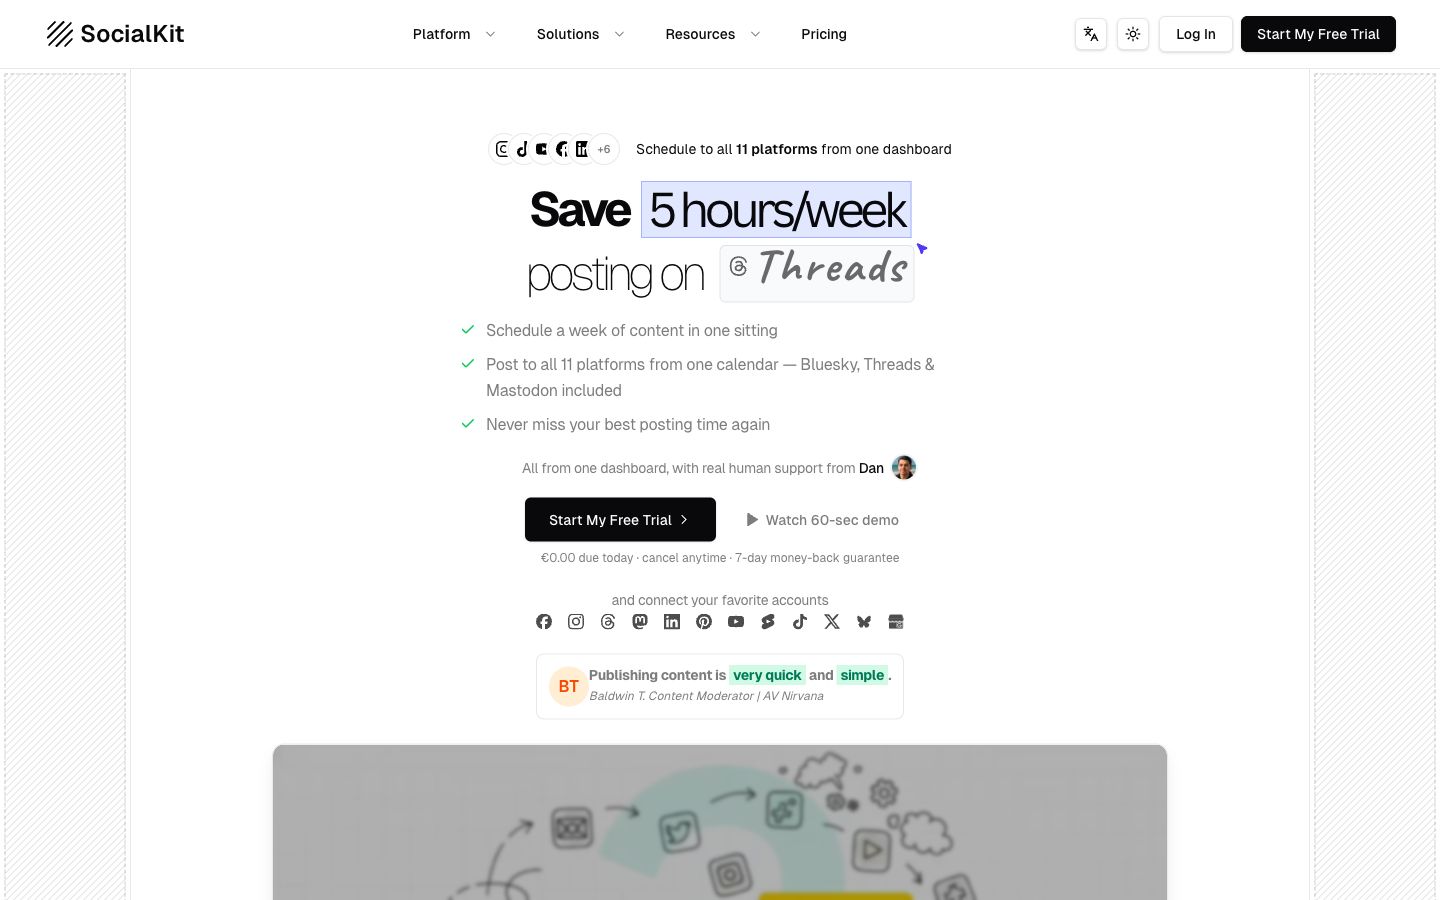 SocialKit
Platform
Solutions
Resources
Pricing
Log In
Start My Free Trial
+6
Schedule to all 11 platforms from one dashboard
Save 5 hours/week
posting on Threads
Schedule a week of content in one sitting
Post to all 11 platforms from one calendar — Bluesky, Threads &
Mastodon included
Never miss your best posting time again
All from one dashboard, with real human support from Dan
Start My Free Trial
Watch 60-sec demo
€0.00 due today · cancel anytime · 7-day money-back guarantee
and connect your favorite accounts
BT
Publishing content is very quick and simple.
Baldwin T. Content Moderator | AV Nirvana